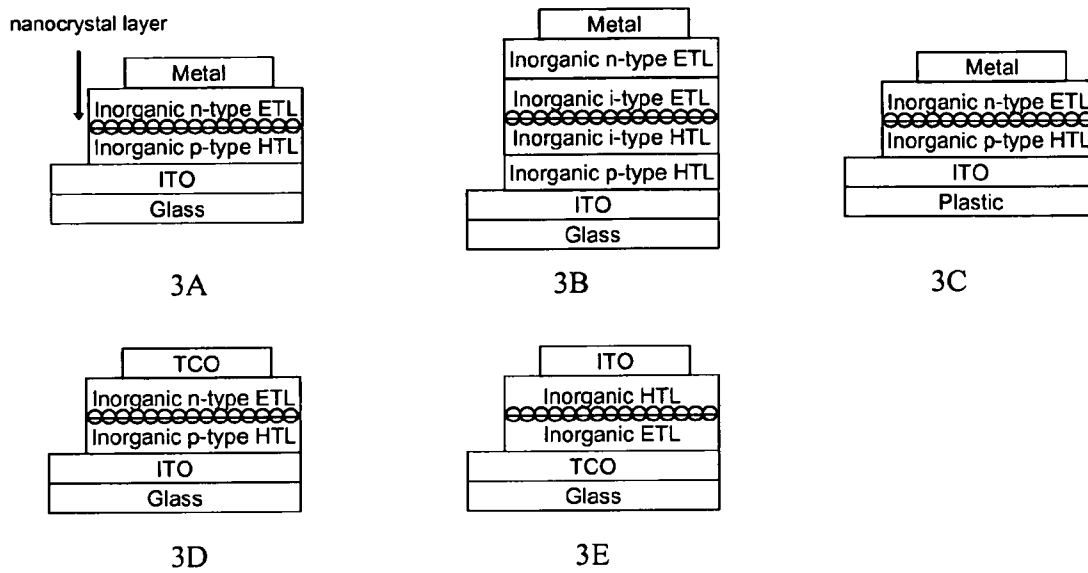 nanocrystal layer
Metal
Inorganic n-type ETL
Inorganic p-type HTL
ITO
Glass
3A
Metal
Inorganic n-type ETL
Inorganic i-type ETL
Inorganic i-type HTL
Inorganic p-type HTL
ITO
Glass
3B
Metal
Inorganic n-type ETL
Inorganic p-type HTL
ITO
Plastic
3C
TCO
Inorganic n-type ETL
Inorganic p-type HTL
ITO
Glass
3D
ITO
Inorganic HTL
Inorganic ETL
TCO
Glass
3E